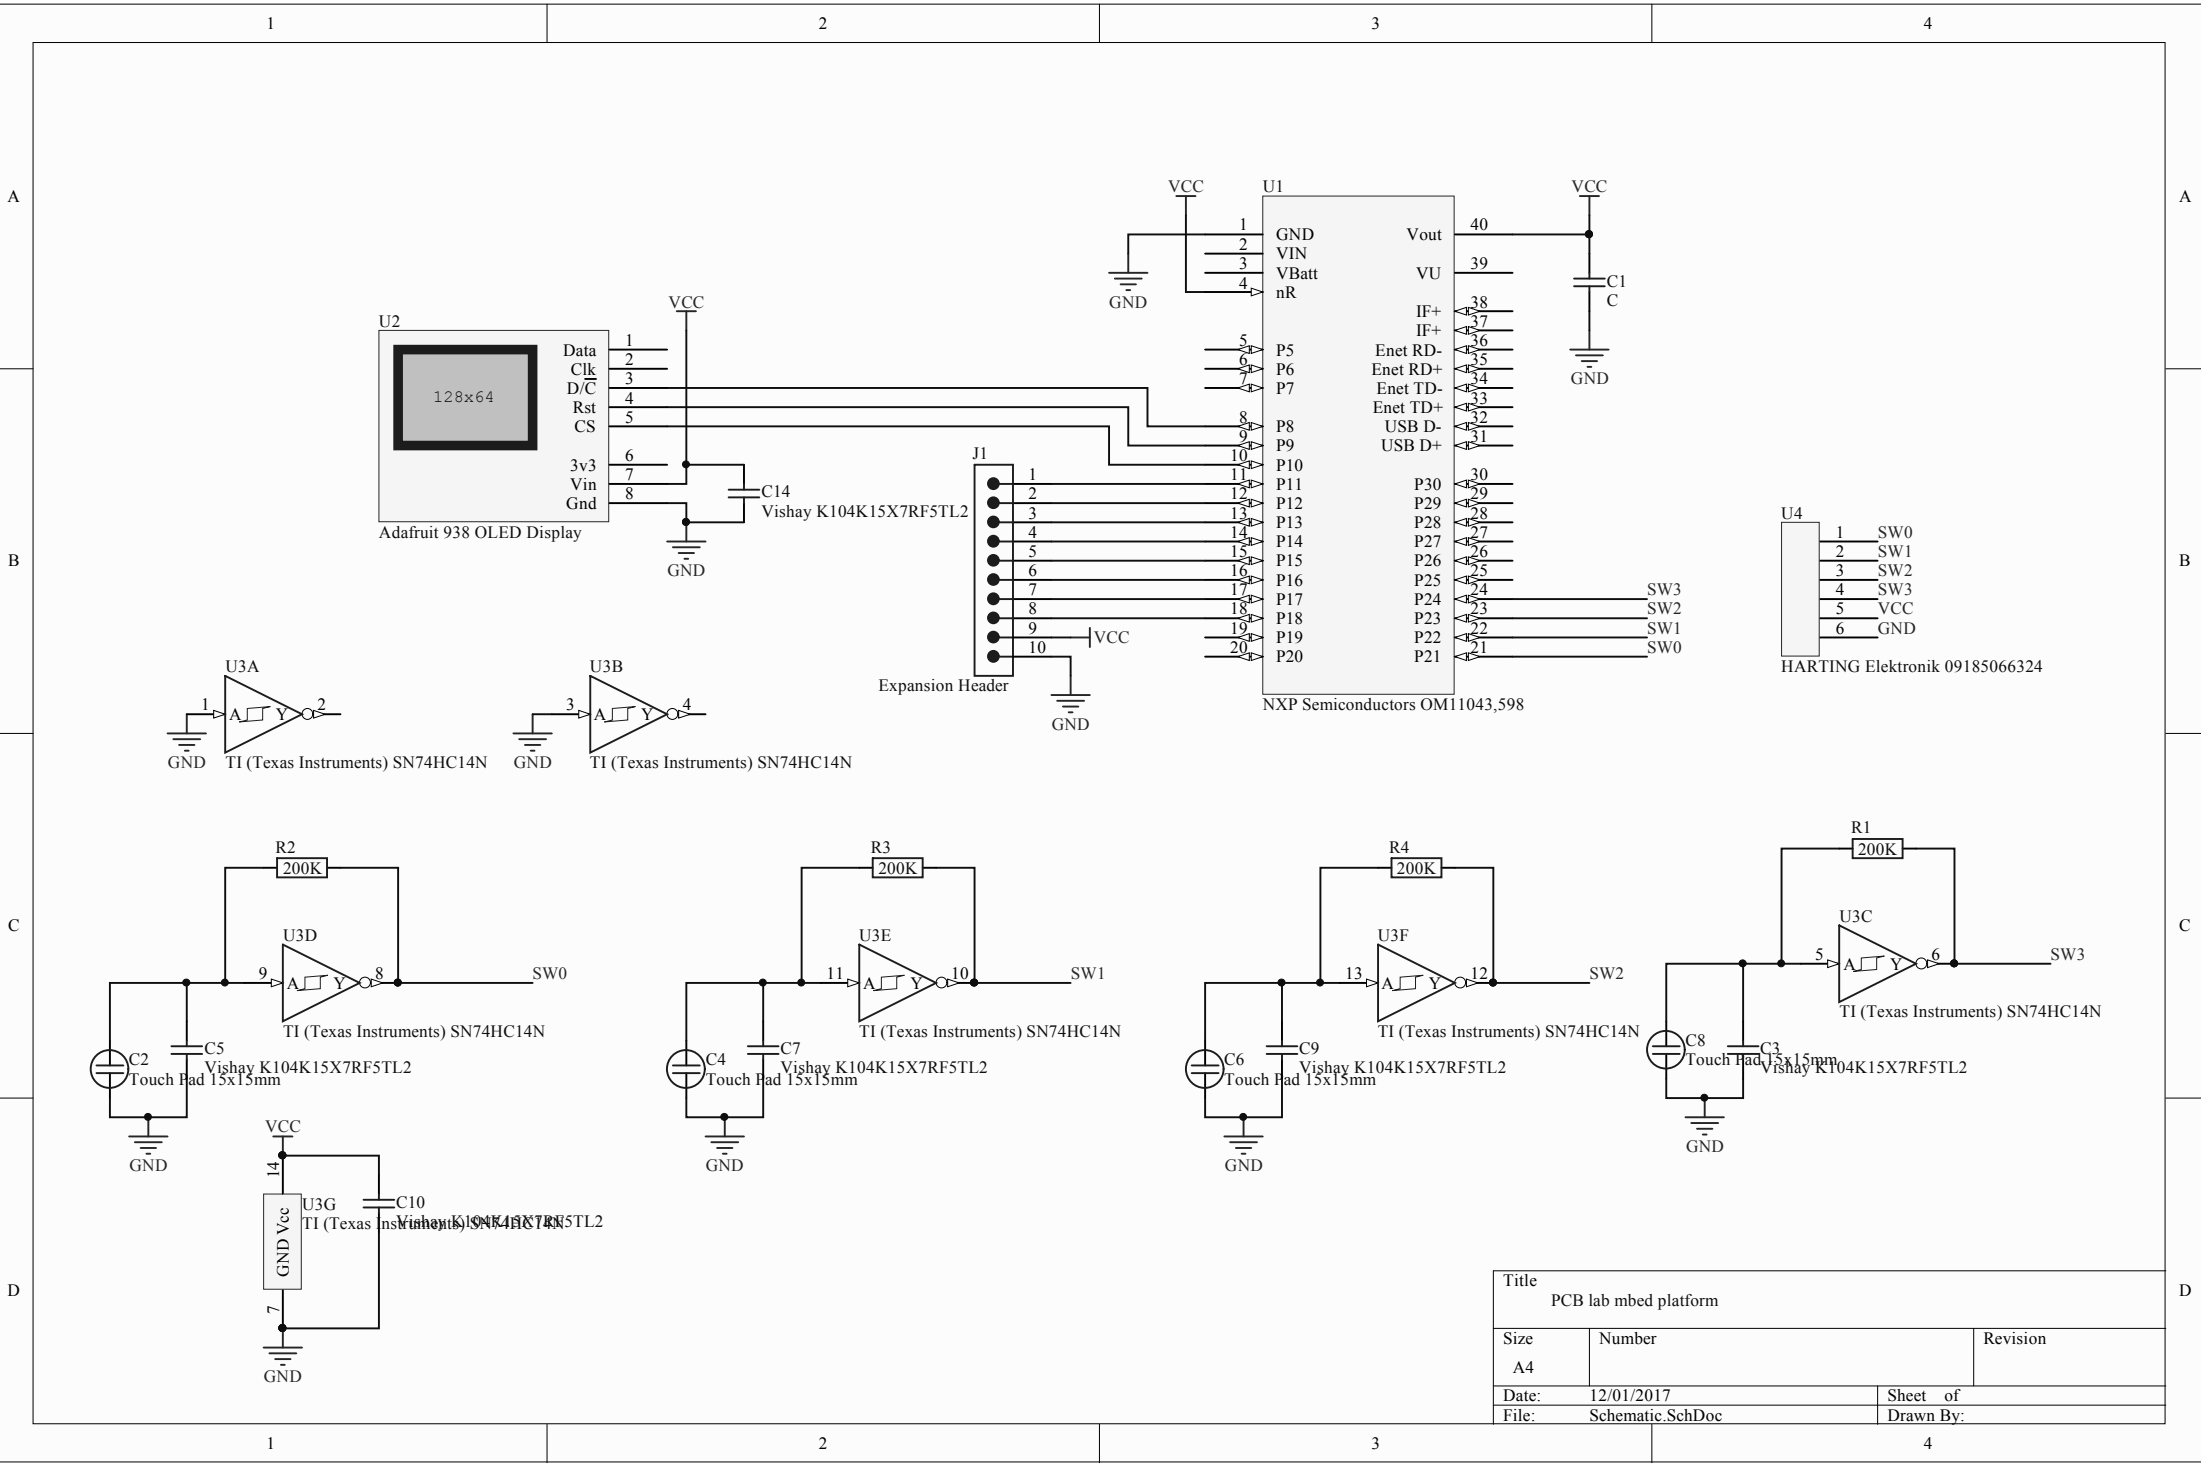 1 2 3 4
A A
VCC U1 VCC
1 GND Vout 40
2 VIN
3 VBatt VU 39
4 nR
C1
C
GND
IF+ 38
IF+ 37
5 P5 Enet RD- 36
6 P6 Enet RD+ 35
7 P7 Enet TD- 34
Enet TD+ 33
8 P8 USB D- 32
9 P9 USB D+ 31
10 P10
11 P11 P30 30
12 P12 P29 29
13 P13 P28 28
14 P14 P27 27
15 P15 P26 26
16 P16 P25 25
17 P17 P24 24 SW3
18 P18 P23 23 SW2
19 P19 P22 22 SW1
20 P20 P21 21 SW0
NXP Semiconductors OM11043,598
GND
VCC
U2
128x64
Data 1
Clk 2
D/C 3
Rst 4
CS 5
3v3 6
Vin 7
Gnd 8
Adafruit 938 OLED Display
C14
Vishay K104K15X7RF5TL2
GND
J1
1
2
3
4
5
6
7
8
9 VCC
10
Expansion Header
GND
U4
1 SW0
2 SW1
3 SW2
4 SW3
5 VCC
6 GND
HARTING Elektronik 09185066324
B B
U3A
1 A Y 2
GND TI (Texas Instruments) SN74HC14N
U3B
3 A Y 4
GND TI (Texas Instruments) SN74HC14N
C C
R2
200K
U3D
9 A Y 8 SW0
TI (Texas Instruments) SN74HC14N
C2
Touch Pad 15x15mm
C5
Vishay K104K15X7RF5TL2
GND
R3
200K
U3E
11 A Y 10 SW1
TI (Texas Instruments) SN74HC14N
C4
Touch Pad 15x15mm
C7
Vishay K104K15X7RF5TL2
GND
R4
200K
U3F
13 A Y 12 SW2
TI (Texas Instruments) SN74HC14N
C6
Touch Pad 15x15mm
C9
Vishay K104K15X7RF5TL2
GND
R1
200K
U3C
5 A Y 6 SW3
TI (Texas Instruments) SN74HC14N
C8
Touch Pad 15x15mm
C3
Vishay K104K15X7RF5TL2
GND
VCC
14
GND Vcc
U3G
TI (Texas Instruments) SN74HC14N
C10
Vishay K104K15X7RF5TL2
7
GND
D D
Title
PCB lab mbed platform
Size Number Revision
A4
Date: 12/01/2017 Sheet of
File: Schematic.SchDoc Drawn By:
1 2 3 4